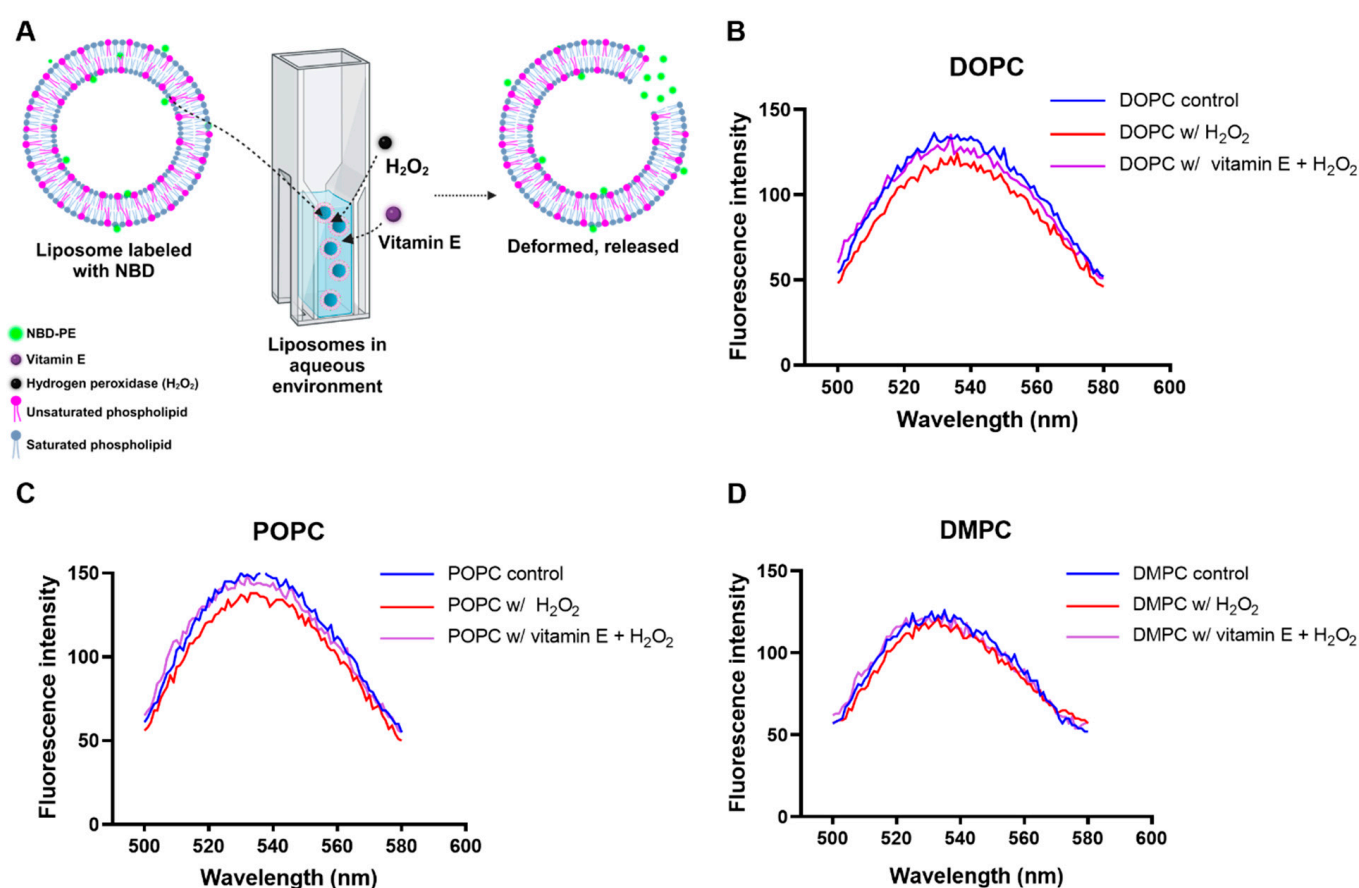 A
H₂O₂
Vitamin E
Liposome labeled
with NBD
Deformed, released
Liposomes in
aqueous
environment
NBD-PE
Vitamin E
Hydrogen peroxidase (H₂O₂)
Unsaturated phospholipid
Saturated phospholipid
B
DOPC
DOPC control
DOPC w/ H₂O₂
DOPC w/ vitamin E + H₂O₂
Fluorescence intensity
150
100
50
0
500 520 540 560 580 600
Wavelength (nm)
C
POPC
POPC control
POPC w/ H₂O₂
POPC w/ vitamin E + H₂O₂
Fluorescence intensity
150
100
50
0
500 520 540 560 580 600
Wavelength (nm)
D
DMPC
DMPC control
DMPC w/ H₂O₂
DMPC w/ vitamin E + H₂O₂
Fluorescence intensity
150
100
50
0
500 520 540 560 580 600
Wavelength (nm)